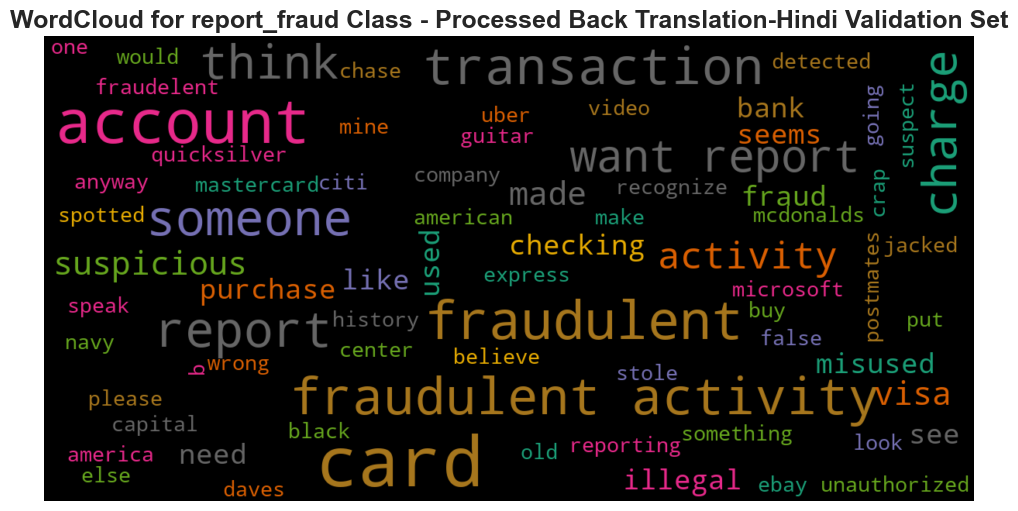 WordCloud for report_fraud Class - Processed Back Translation-Hindi Validation Set
one
would
think
chase
transaction
detected
charge
fraudelent
account
mine
uber
guitar
video
bank
seems
going
suspect
quicksilver
want report
anyway
mastercard
citi
company
made
recognize
fraud
crap
spotted
someone
american
make
mcdonalds
suspicious
used
checking
activity
postmates
jacked
purchase
like
express
microsoft
speak
report
history
fraudulent
buy
false
put
navy
wrong
b
center
believe
stole
misused
please
fraudulent activity
visa
capital
black
card
old
reporting
something
look
see
america
need
else
daves
illegal
ebay
unauthorized